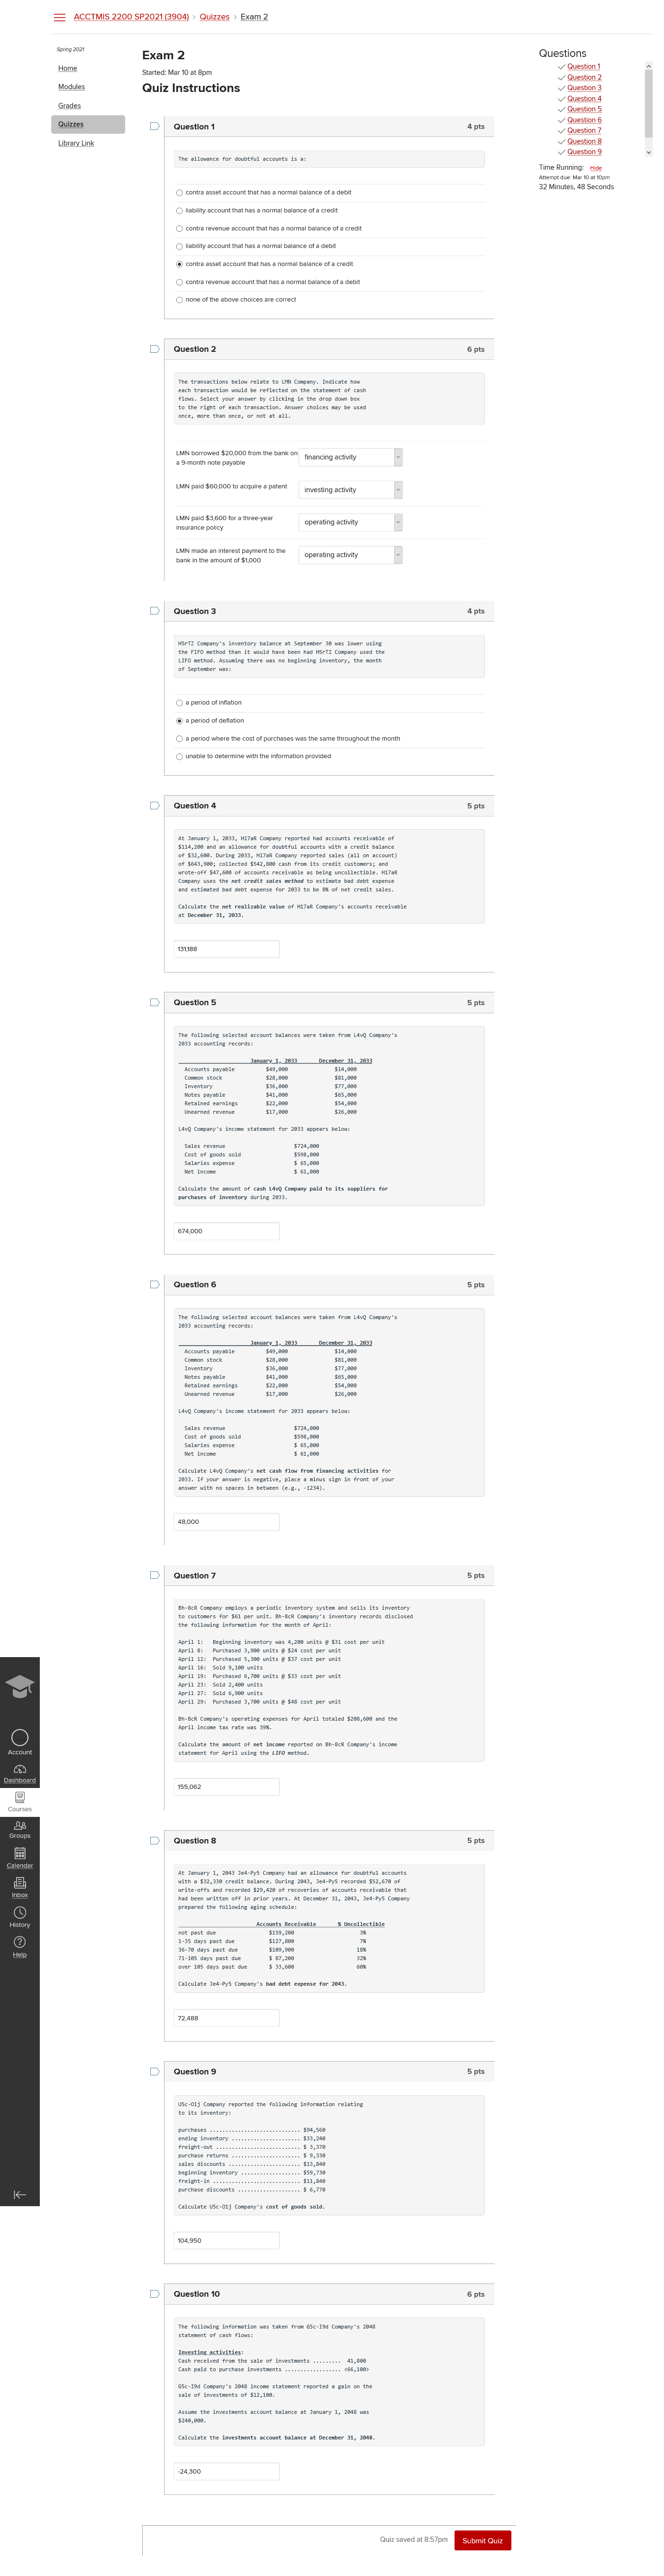 ACCTMIS 2200 SP2021 (3904) › Quizzes › Exam 2
Spring 2021
Home
Modules
Grades
Quizzes
Library Link
Account
Dashboard
Courses
Groups
Calendar
Inbox
History
Help
Exam 2
Started: Mar 10 at 8pm
Quiz Instructions
Question 1 4 pts
The allowance for doubtful accounts is a:
contra asset account that has a normal balance of a debit
liability account that has a normal balance of a credit
contra revenue account that has a normal balance of a credit
liability account that has a normal balance of a debit
contra asset account that has a normal balance of a credit
contra revenue account that has a normal balance of a debit
none of the above choices are correct
Question 2 6 pts
The transactions below relate to LMN Company. Indicate how
each transaction would be reflected on the statement of cash
flows. Select your answer by clicking in the drop down box
to the right of each transaction. Answer choices may be used
once, more than once, or not at all.
LMN borrowed $20,000 from the bank on
a 9-month note payable
financing activity
LMN paid $60,000 to acquire a patent
investing activity
LMN paid $3,600 for a three-year
insurance policy
operating activity
LMN made an interest payment to the
bank in the amount of $1,000
operating activity
Question 3 4 pts
H5rTZ Company's inventory balance at September 30 was lower using
the FIFO method than it would have been had H5rTZ Company used the
LIFO method. Assuming there was no beginning inventory, the month
of September was:
a period of inflation
a period of deflation
a period where the cost of purchases was the same throughout the month
unable to determine with the information provided
Question 4 5 pts
At January 1, 2033, H17aR Company reported had accounts receivable of
$114,200 and an allowance for doubtful accounts with a credit balance
of $32,600. During 2033, H17aR Company reported sales (all on account)
of $643,900; collected $542,800 cash from its credit customers; and
wrote-off $47,600 of accounts receivable as being uncollectible. H17aR
Company uses the net credit sales method to estimate bad debt expense
and estimated bad debt expense for 2033 to be 8% of net credit sales.
Calculate the net realizable value of H17aR Company's accounts receivable
at December 31, 2033.
131,188
Question 5 5 pts
The following selected account balances were taken from L4vQ Company's
2033 accounting records:
January 1, 2033 December 31, 2033
Accounts payable $49,000 $14,000
Common stock $28,000 $81,000
Inventory $36,000 $77,000
Notes payable $41,000 $65,000
Retained earnings $22,000 $54,000
Unearned revenue $17,000 $26,000
L4vQ Company's income statement for 2033 appears below:
Sales revenue $724,000
Cost of goods sold $598,000
Salaries expense $ 65,000
Net income $ 61,000
Calculate the amount of cash L4vQ Company paid to its suppliers for
purchases of inventory during 2033.
674,000
Question 6 5 pts
The following selected account balances were taken from L4vQ Company's
2033 accounting records:
January 1, 2033 December 31, 2033
Accounts payable $49,000 $14,000
Common stock $28,000 $81,000
Inventory $36,000 $77,000
Notes payable $41,000 $65,000
Retained earnings $22,000 $54,000
Unearned revenue $17,000 $26,000
L4vQ Company's income statement for 2033 appears below:
Sales revenue $724,000
Cost of goods sold $598,000
Salaries expense $ 65,000
Net income $ 61,000
Calculate L4vQ Company's net cash flow from financing activities for
2033. If your answer is negative, place a minus sign in front of your
answer with no spaces in between (e.g., -1234).
48,000
Question 7 5 pts
Bh-8cR Company employs a periodic inventory system and sells its inventory
to customers for $61 per unit. Bh-8cR Company's inventory records disclosed
the following information for the month of April:
April 1: Beginning inventory was 4,200 units @ $31 cost per unit
April 8: Purchased 3,900 units @ $24 cost per unit
April 12: Purchased 5,300 units @ $37 cost per unit
April 16: Sold 9,100 units
April 19: Purchased 6,700 units @ $33 cost per unit
April 23: Sold 2,400 units
April 27: Sold 6,900 units
April 29: Purchased 3,700 units @ $48 cost per unit
Bh-8cR Company's operating expenses for April totaled $208,600 and the
April income tax rate was 39%.
Calculate the amount of net income reported on Bh-8cR Company's income
statement for April using the LIFO method.
155,062
Question 8 5 pts
At January 1, 2043 Je4-Py5 Company had an allowance for doubtful accounts
with a $32,330 credit balance. During 2043, Je4-Py5 recorded $52,670 of
write-offs and recorded $29,420 of recoveries of accounts receivable that
had been written off in prior years. At December 31, 2043, Je4-Py5 Company
prepared the following aging schedule:
Accounts Receivable % Uncollectible
not past due $159,200 3%
1-35 days past due $127,800 7%
36-70 days past due $109,900 18%
71-105 days past due $ 87,200 32%
over 105 days past due $ 33,600 60%
Calculate Je4-Py5 Company's bad debt expense for 2043.
72,488
Question 9 5 pts
U5c-O1j Company reported the following information relating
to its inventory:
purchases ............................. $94,560
ending inventory ...................... $33,240
freight-out ........................... $ 3,370
purchase returns ...................... $ 9,330
sales discounts ....................... $13,840
beginning inventory ................... $59,730
freight-in ............................ $11,840
purchase discounts .................... $ 6,770
Calculate U5c-O1j Company's cost of goods sold.
104,950
Question 10 6 pts
The following information was taken from G5c-I9d Company's 2048
statement of cash flows:
Investing activities:
Cash received from the sale of investments ......... 41,800
Cash paid to purchase investments .................. <66,100>
G5c-I9d Company's 2048 income statement reported a gain on the
sale of investments of $12,100.
Assume the investments account balance at January 1, 2048 was
$240,000.
Calculate the investments account balance at December 31, 2048.
-24,300
Quiz saved at 8:57pm
Submit Quiz
Questions
Question 1
Question 2
Question 3
Question 4
Question 5
Question 6
Question 7
Question 8
Question 9
Time Running: Hide
Attempt due: Mar 10 at 10pm
32 Minutes, 48 Seconds